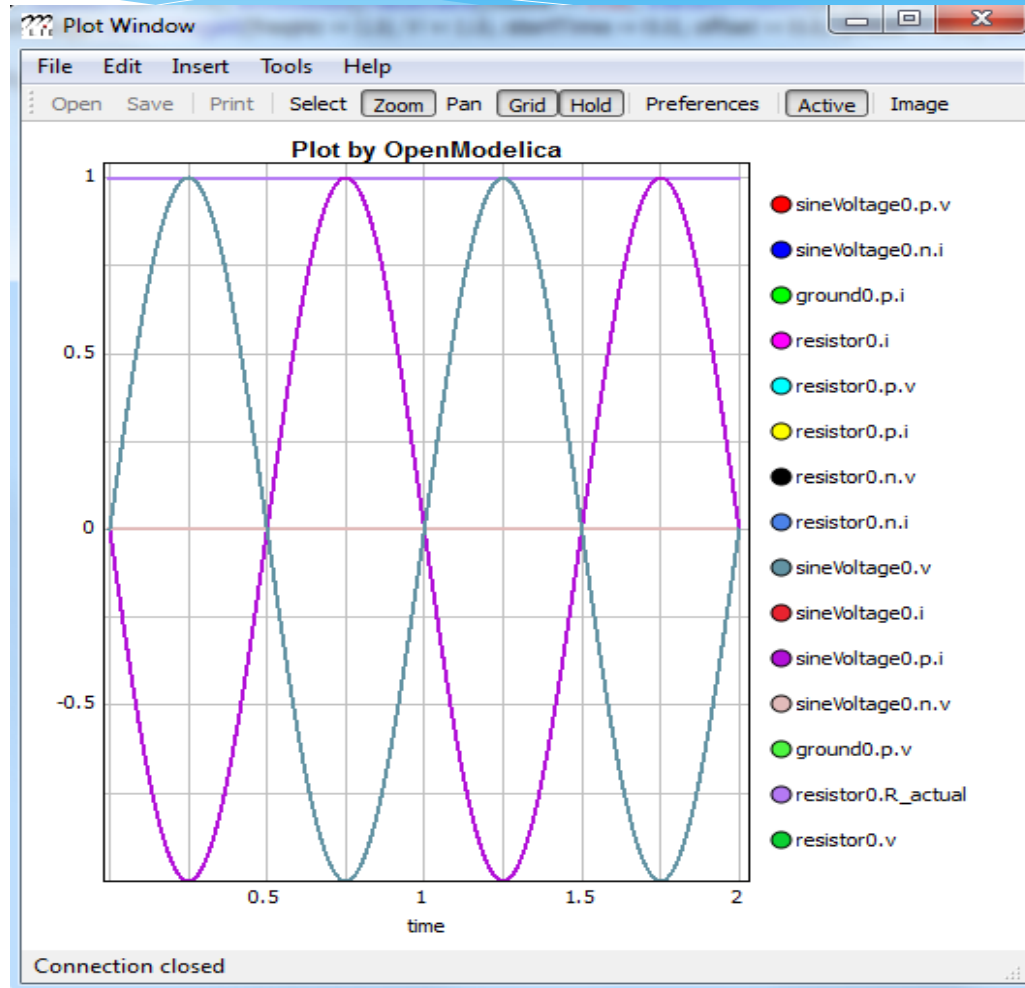 Plot Window
File Edit Insert Tools Help
Open Save Print Select Zoom Pan Grid Hold Preferences Active Image
Plot by OpenModelica
1
0.5
0
-0.5
0.5 1 1.5 2
time
sineVoltage0.p.v
sineVoltage0.n.i
ground0.p.i
resistor0.i
resistor0.p.v
resistor0.p.i
resistor0.n.v
resistor0.n.i
sineVoltage0.v
sineVoltage0.i
sineVoltage0.p.i
sineVoltage0.n.v
ground0.p.v
resistor0.R_actual
resistor0.v
Connection closed